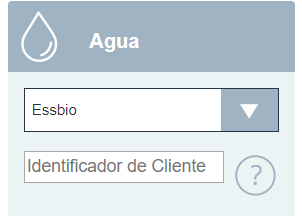 Agua
Essbio
Identificador de Cliente
?